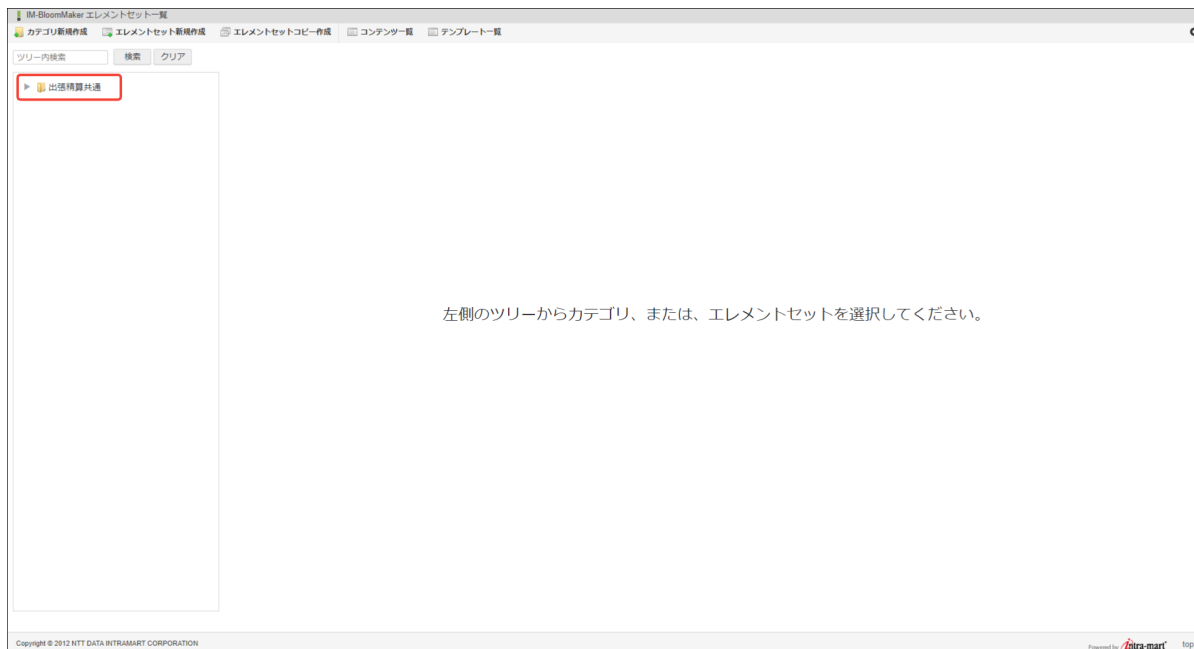 IM-BloomMaker エレメントセット一覧
カテゴリ新規作成 エレメントセット新規作成 エレメントセットコピー作成 コンテンツ一覧 テンプレート一覧
ツリー内検索 検索 クリア
出張精算共通
左側のツリーからカテゴリ、または、エレメントセットを選択してください。
Copyright © 2012 NTT DATA INTRAMART CORPORATION
Powered by intra-mart top